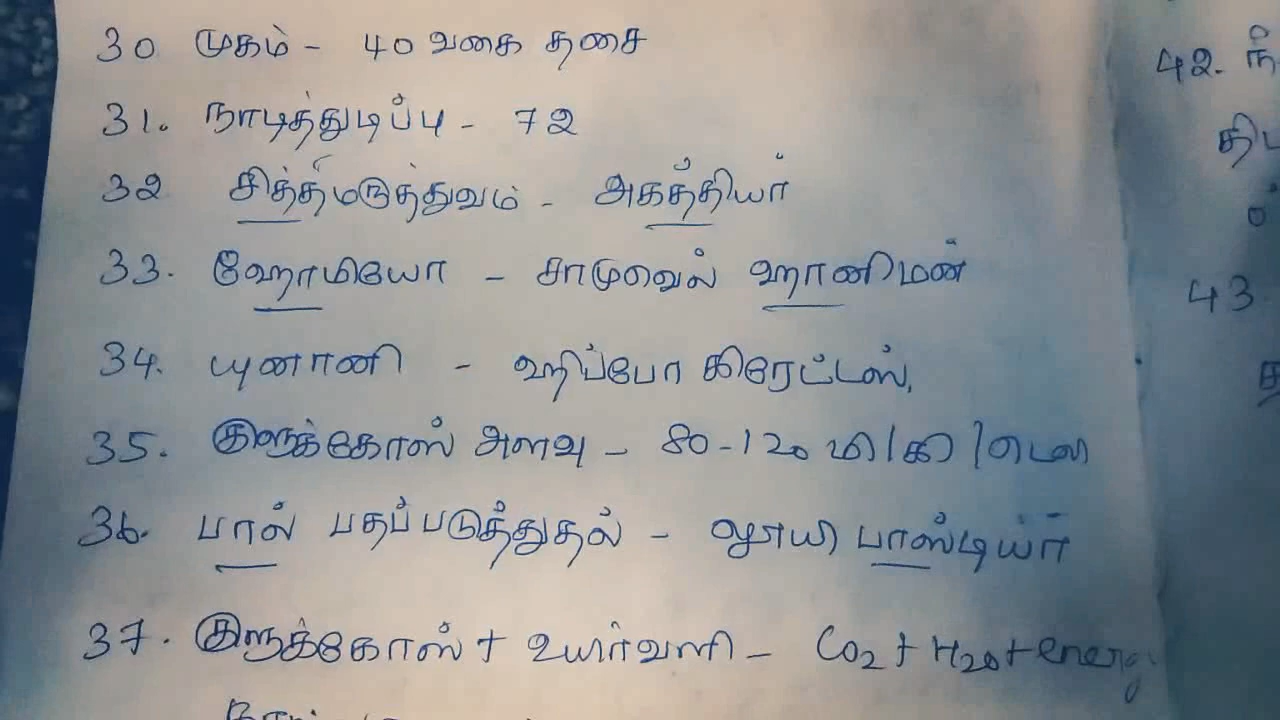 30 முகம் - 40 வகை தசை
31. நாடித்துடிப்பு - 72
32 சித்தமருத்துவம் - அகத்தியர்
33. ஹோமியோ - சாமுவெல் ஹானிமன்
34. யுனானி - ஹிப்போகிரேட்டஸ்.
35. குளுக்கோஸ் அளவு - 80-120 மி/கி/டெலி
36. பால் பதப்படுத்துதல் - லூயி பாஸ்டியர்
37. குளுக்கோஸ் + உயிர்வளி - CO2 + H2O + energy
42.
43